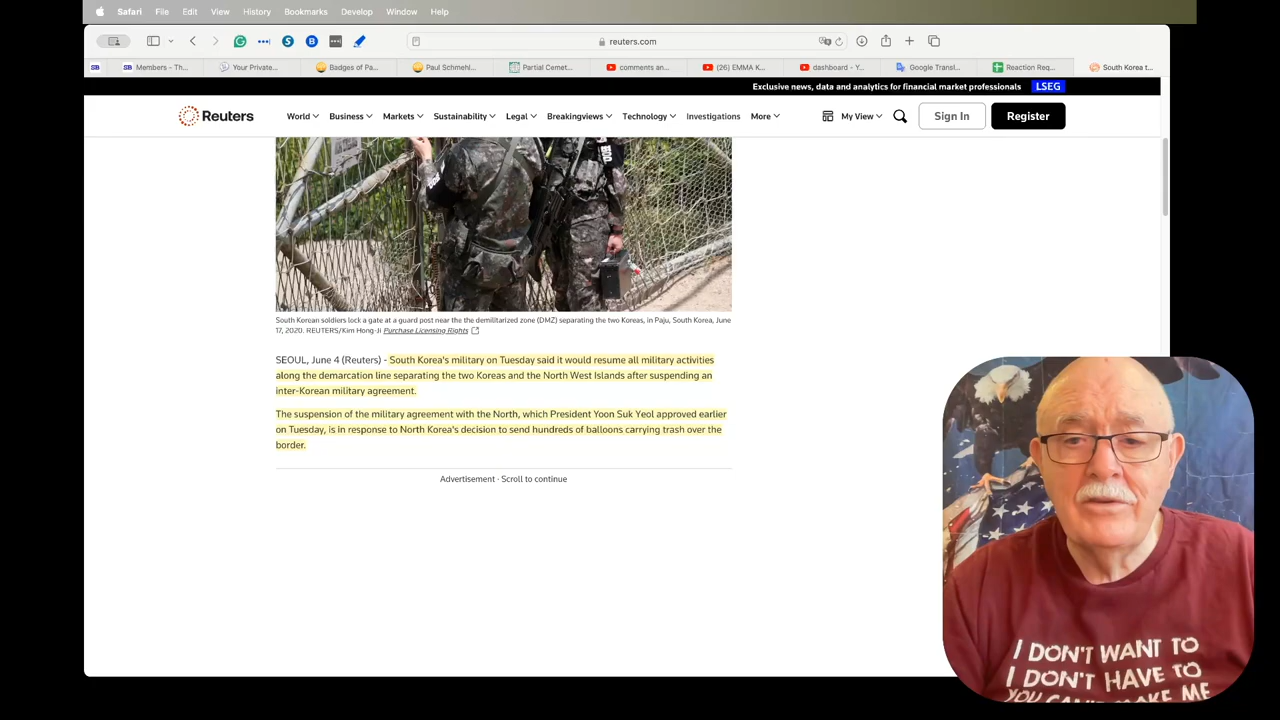 Safari File Edit View History Bookmarks Develop Window Help
reuters.com
SB Members - Th... Your Private... Badges of Pa... Paul Schmehl... Partial Cemet... comments an... (26) EMMA K... dashboard - Y... Google Transl... Reaction Req... South Korea t...
Exclusive news, data and analytics for financial market professionals LSEG
Reuters World Business Markets Sustainability Legal Breakingviews Technology Investigations More My View Sign In Register
South Korean soldiers lock a gate at a guard post near the the demilitarized zone (DMZ) separating the two Koreas, in Paju, South Korea, June
17, 2020. REUTERS/Kim Hong-Ji Purchase Licensing Rights
SEOUL, June 4 (Reuters) - South Korea's military on Tuesday said it would resume all military activities
along the demarcation line separating the two Koreas and the North West Islands after suspending an
inter-Korean military agreement.
The suspension of the military agreement with the North, which President Yoon Suk Yeol approved earlier
on Tuesday, is in response to North Korea's decision to send hundreds of balloons carrying trash over the
border.
Advertisement · Scroll to continue
I DON'T WANT TO
I DON'T HAVE TO
YOU CAN'T MAKE ME